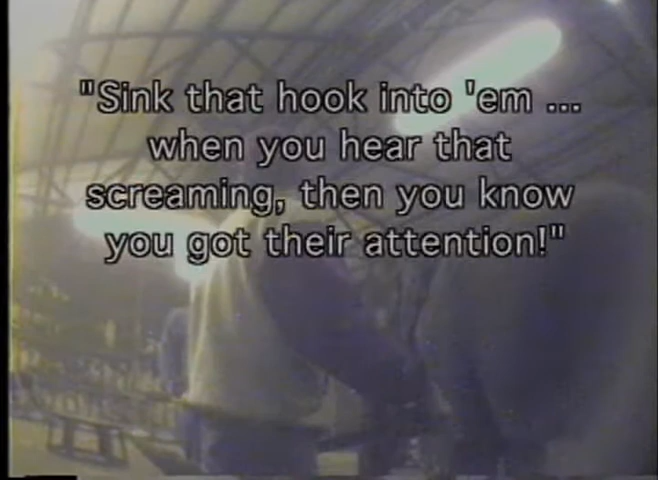 "Sink that hook into 'em ...
when you hear that
screaming, then you know
you got their attention!"